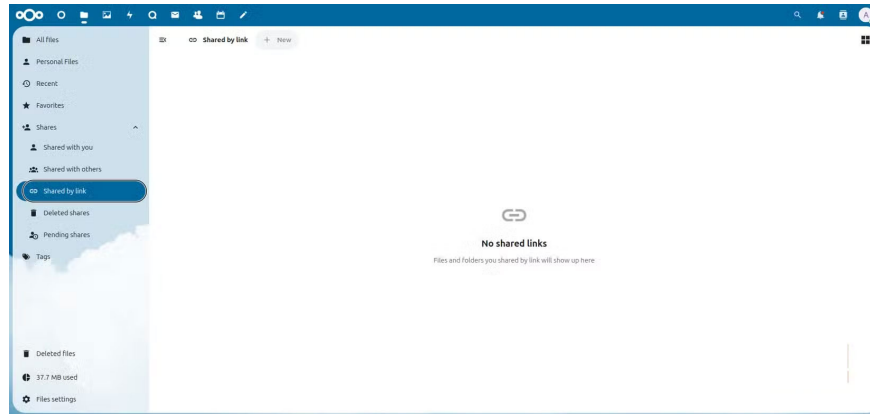 A
All files
Personal Files
Recent
Favorites
Shares
Shared with you
Shared with others
Shared by link
Deleted shares
Pending shares
Tags
Deleted files
37.7 MB used
Files settings
Shared by link
+ New
No shared links
Files and folders you shared by link will show up here